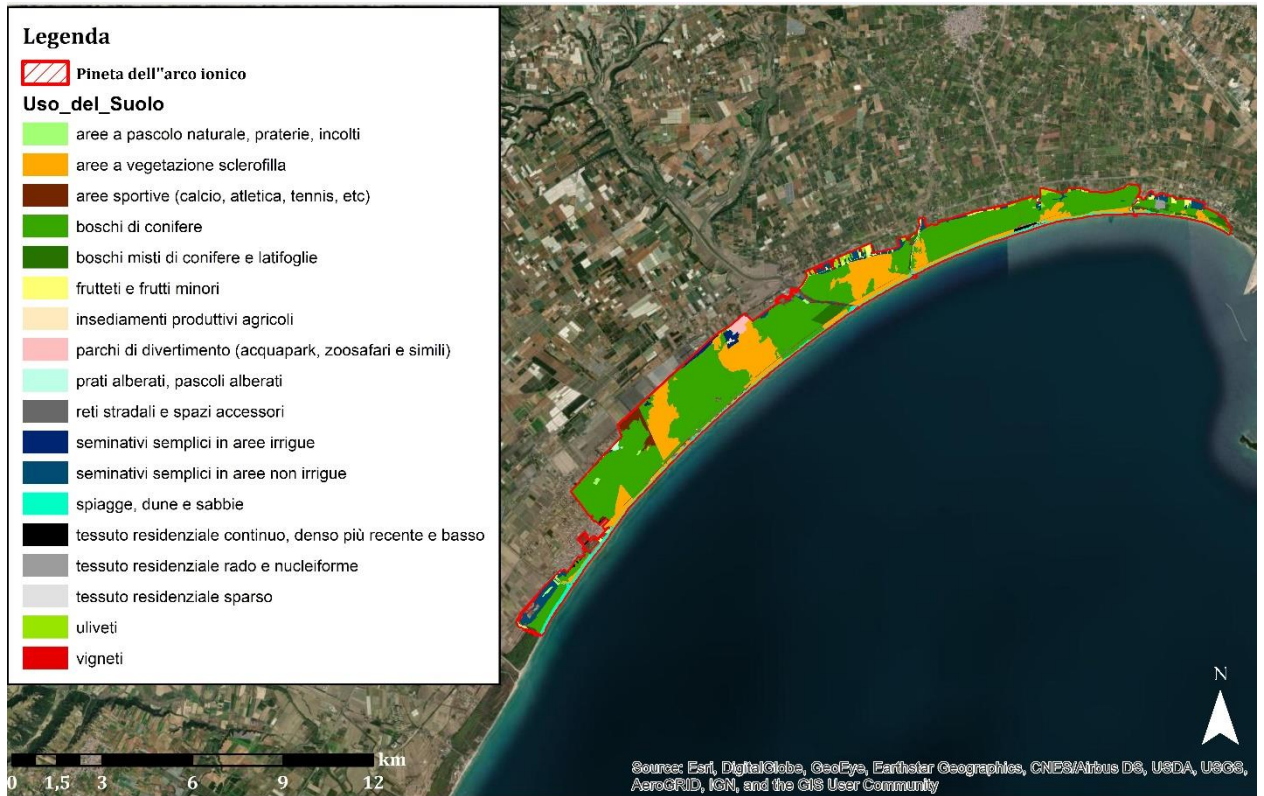 Legenda
Pineta dell"arco ionico
Uso_del_Suolo
aree a pascolo naturale, praterie, incolti
aree a vegetazione sclerofilla
aree sportive (calcio, atletica, tennis, etc)
boschi di conifere
boschi misti di conifere e latifoglie
frutteti e frutti minori
insediamenti produttivi agricoli
parchi di divertimento (acquapark, zoosafari e simili)
prati alberati, pascoli alberati
reti stradali e spazi accessori
seminativi semplici in aree irrigue
seminativi semplici in aree non irrigue
spiagge, dune e sabbie
tessuto residenziale continuo, denso più recente e basso
tessuto residenziale rado e nucleiforme
tessuto residenziale sparso
uliveti
vigneti
N
km
0 1,5 3 6 9 12
Source: Esri, DigitalGlobe, GeoEye, Earthstar Geographics, CNES/Airbus DS, USDA, USGS,
AeroGRID, IGN, and the GIS User Community